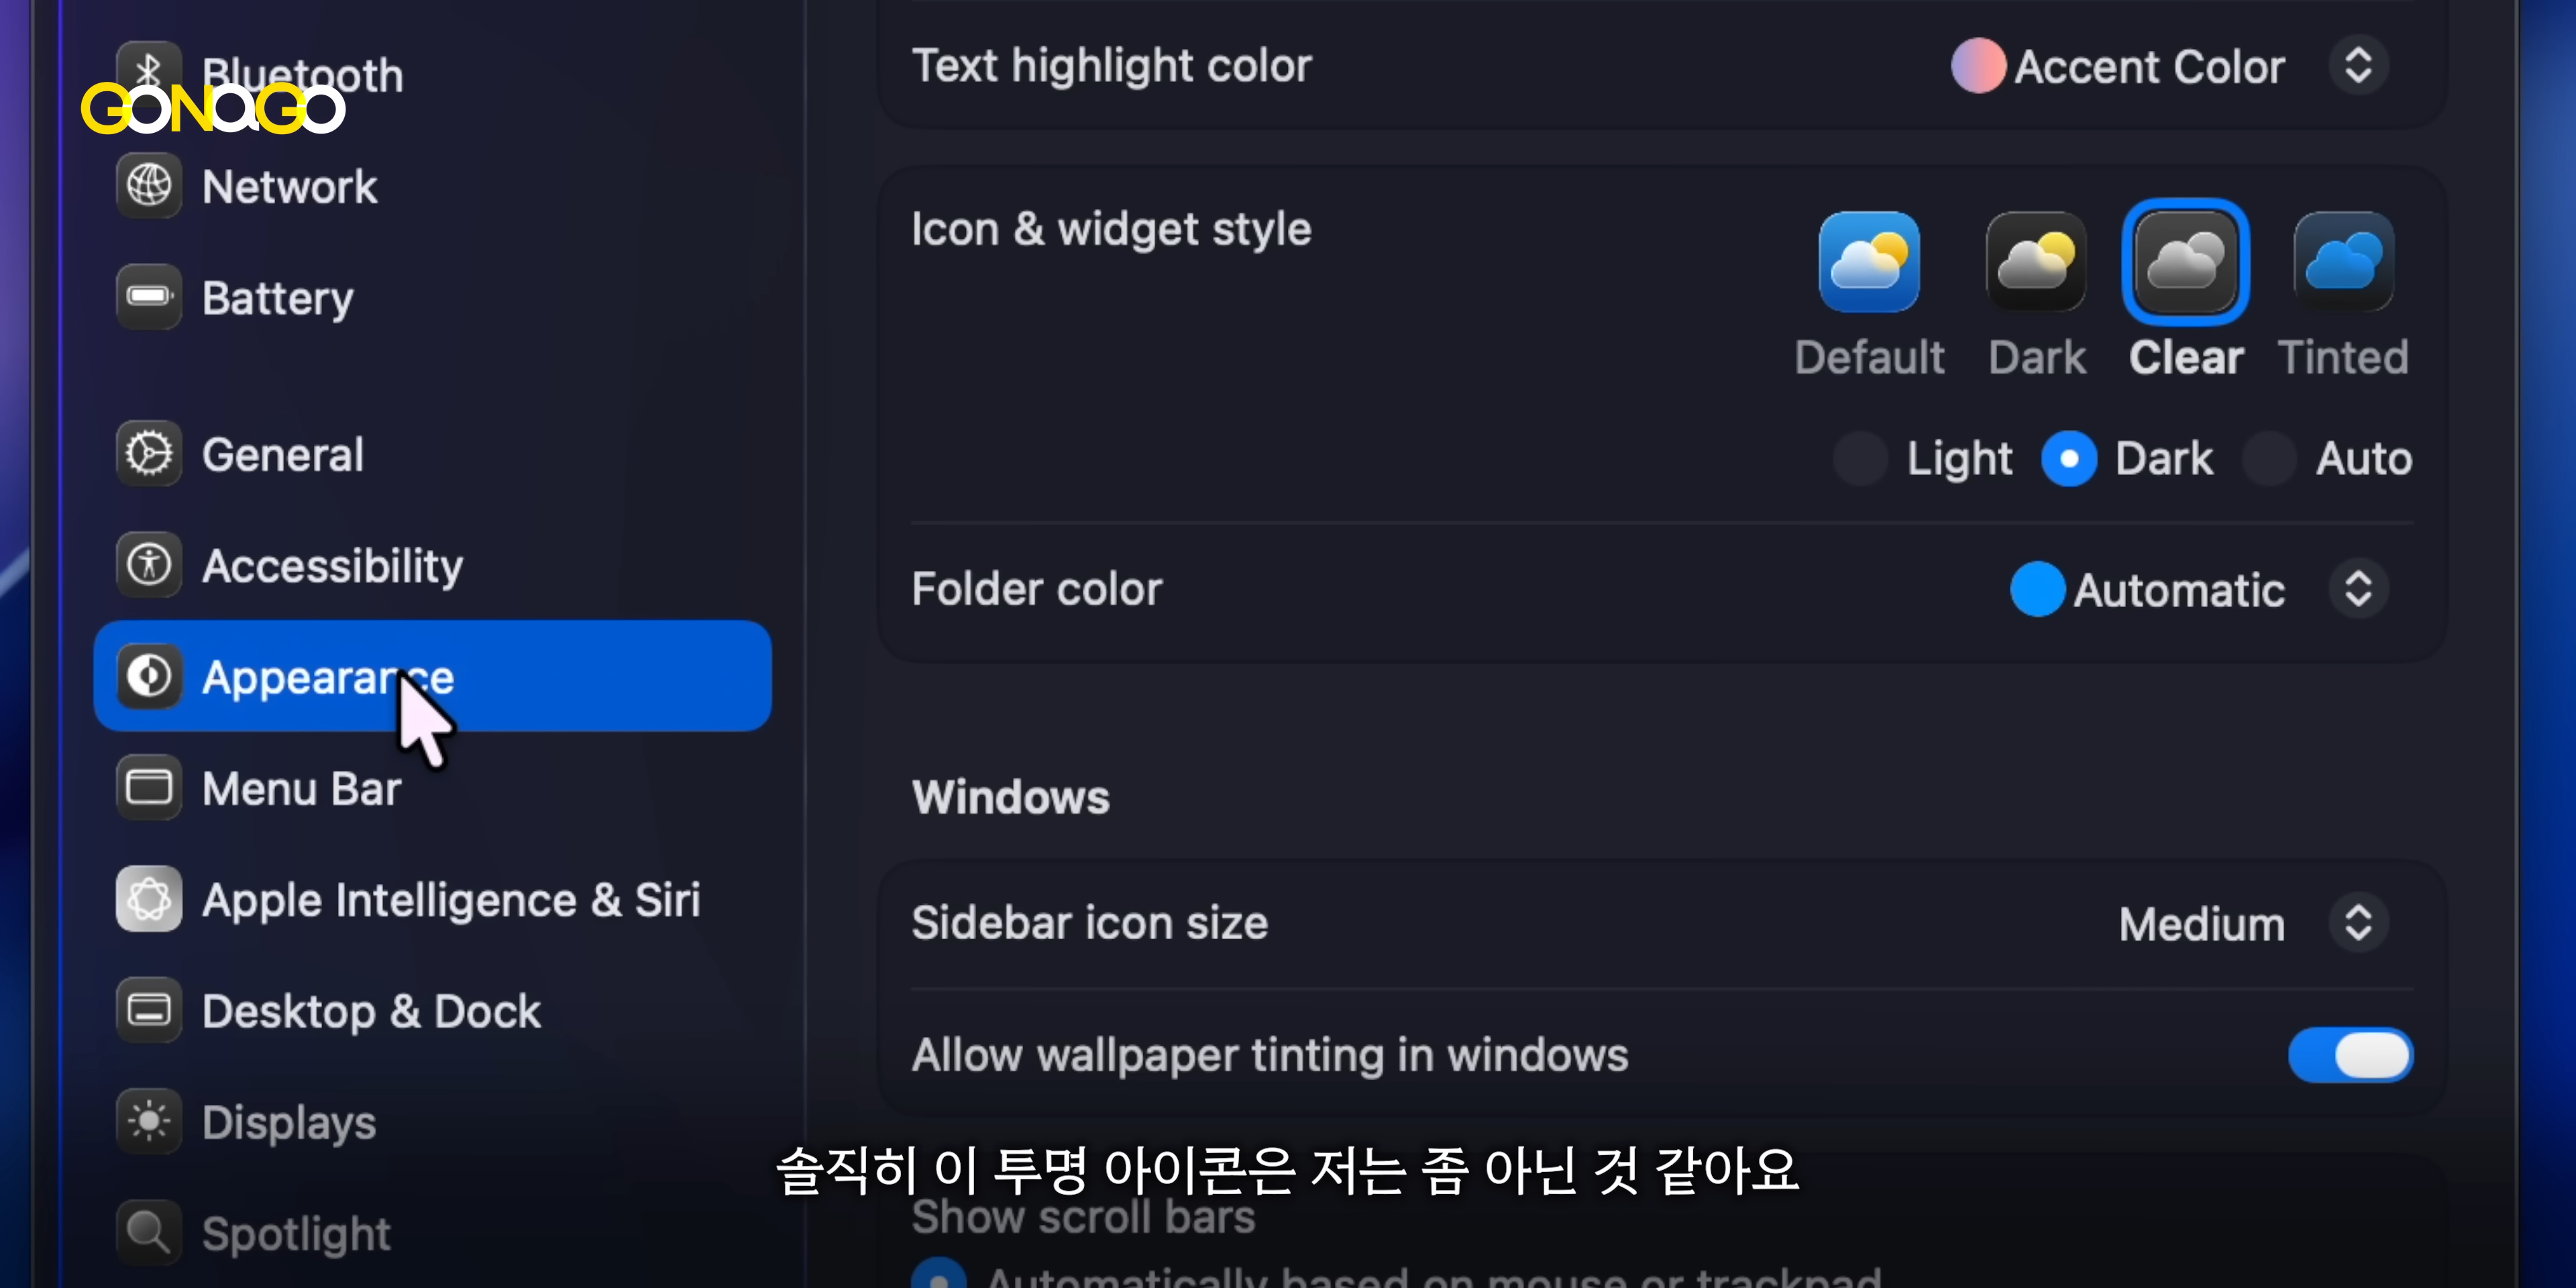 Bluetooth
GONaGO
Network
Battery
General
Accessibility
Appearance
Menu Bar
Apple Intelligence & Siri
Desktop & Dock
Displays
Spotlight
Text highlight color
Accent Color
Icon & widget style
Default Dark Clear Tinted
Light Dark Auto
Folder color
Automatic
Windows
Sidebar icon size
Medium
Allow wallpaper tinting in windows
솔직히 이 투명 아이콘은 저는 좀 아닌 것 같아요
Show scroll bars
Automatically based on mouse or trackpad